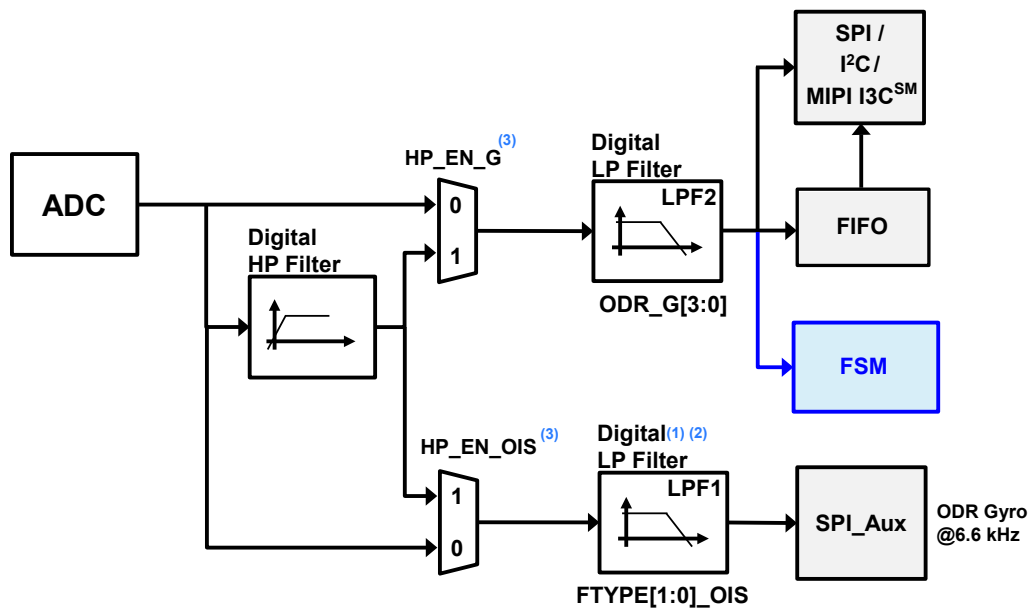 SPI /
I²C /
MIPI I3C℠
ADC
HP_EN_G(3)
0
1
Digital
LP Filter
LPF2
ODR_G[3:0]
FIFO
Digital
HP Filter
FSM
HP_EN_OIS (3)
1
0
Digital(1) (2)
LP Filter
LPF1
FTYPE[1:0]_OIS
SPI_Aux
ODR Gyro
@6.6 kHz